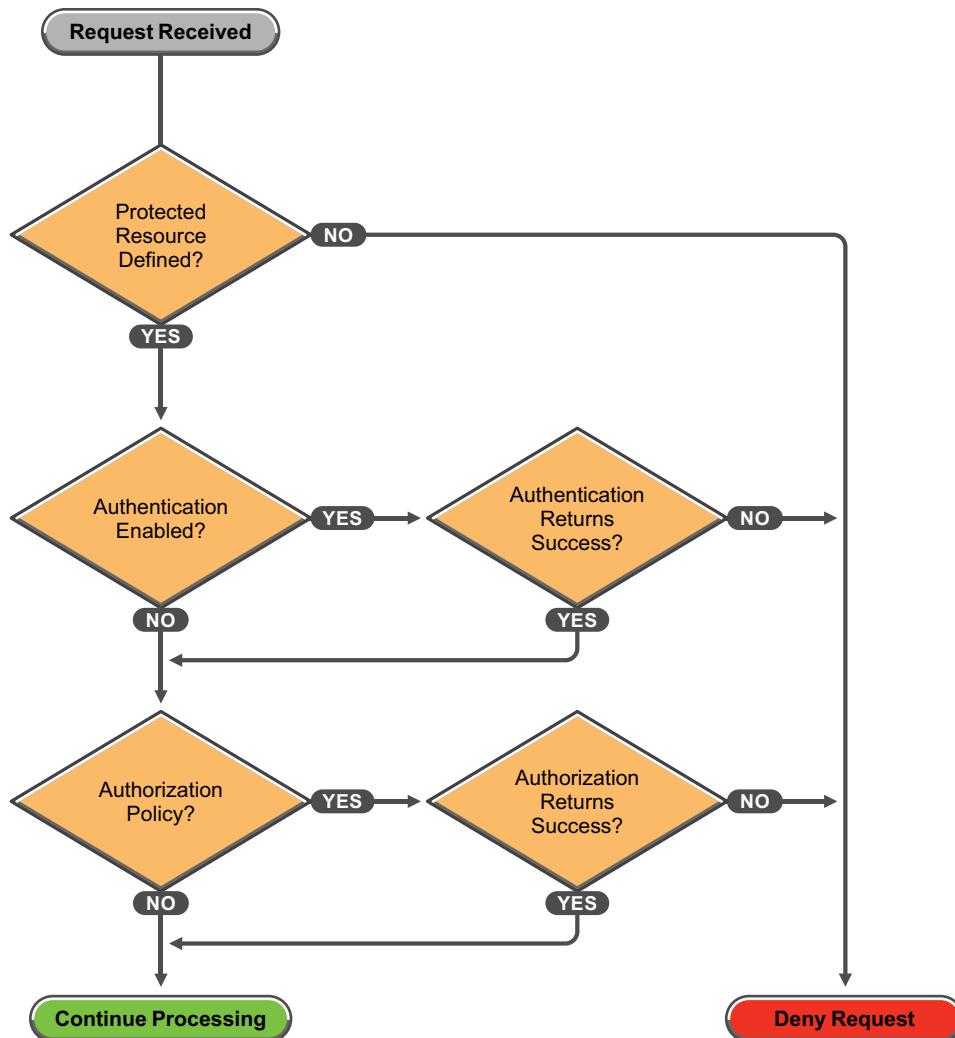 Request Received
Protected
Resource
Defined?
NO
YES
Authentication
Enabled?
YES
Authentication
Returns
Success?
NO
NO
YES
Authorization
Policy?
YES
Authorization
Returns
Success?
NO
NO
YES
Continue Processing
Deny Request